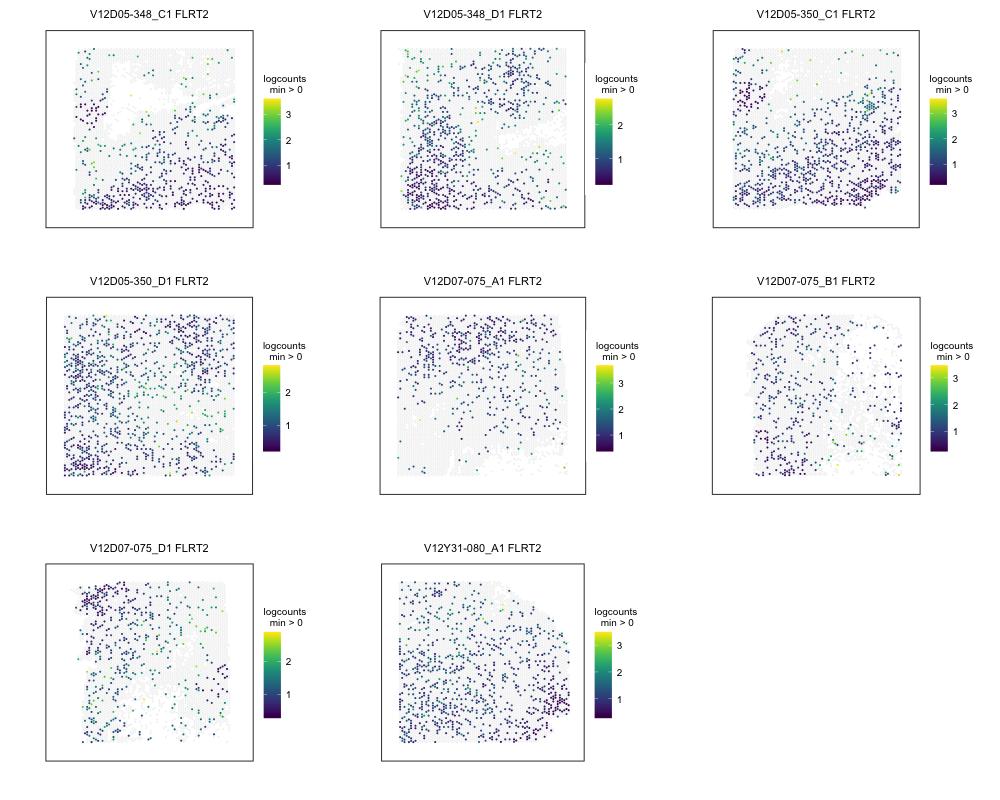 V12D05-348_C1 FLRT2
logcounts
min > 0
3
2
1
V12D05-348_D1 FLRT2
logcounts
min > 0
2
1
V12D05-350_C1 FLRT2
logcounts
min > 0
3
2
1
V12D05-350_D1 FLRT2
logcounts
min > 0
2
1
V12D07-075_A1 FLRT2
logcounts
min > 0
3
2
1
V12D07-075_B1 FLRT2
logcounts
min > 0
3
2
1
V12D07-075_D1 FLRT2
logcounts
min > 0
2
1
V12Y31-080_A1 FLRT2
logcounts
min > 0
3
2
1